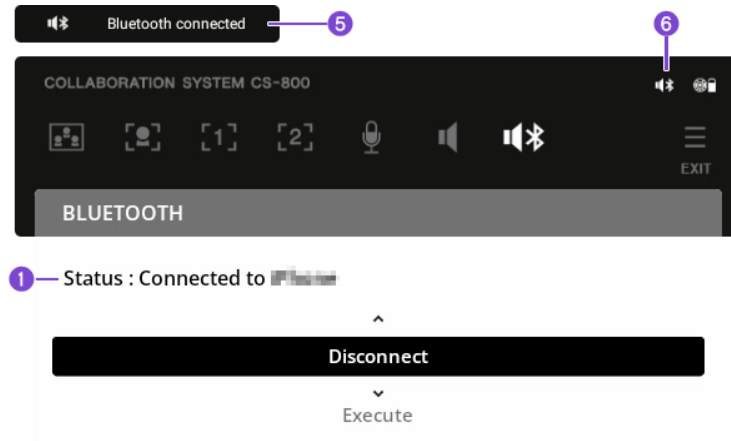 Bluetooth connected
5
6
COLLABORATION SYSTEM CS-800
[1] [2]
EXIT
BLUETOOTH
1
Status : Connected to
Disconnect
Execute